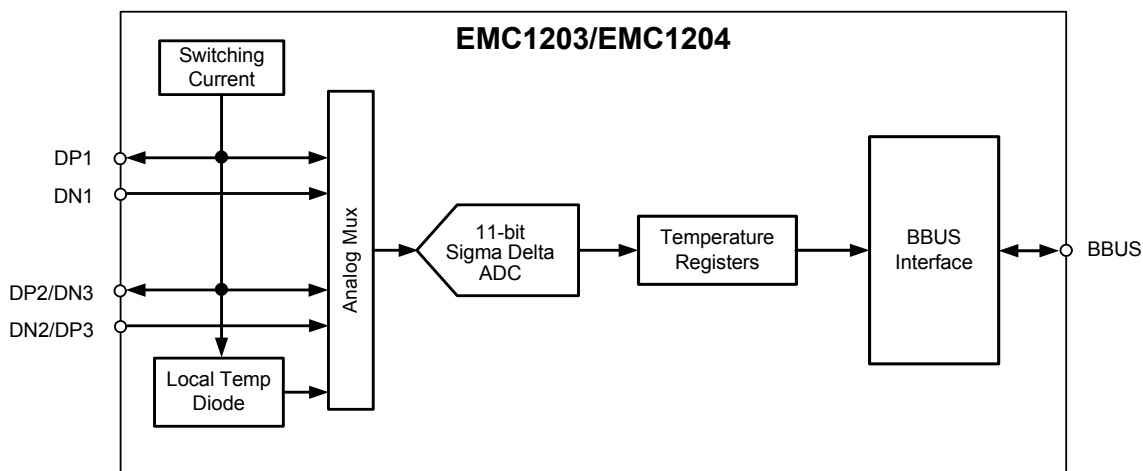 EMC1203/EMC1204
Switching
Current
DP1
DN1
DP2/DN3
DN2/DP3
Local Temp
Diode
Analog Mux
11-bit
Sigma Delta
ADC
Temperature
Registers
BBUS
Interface
BBUS